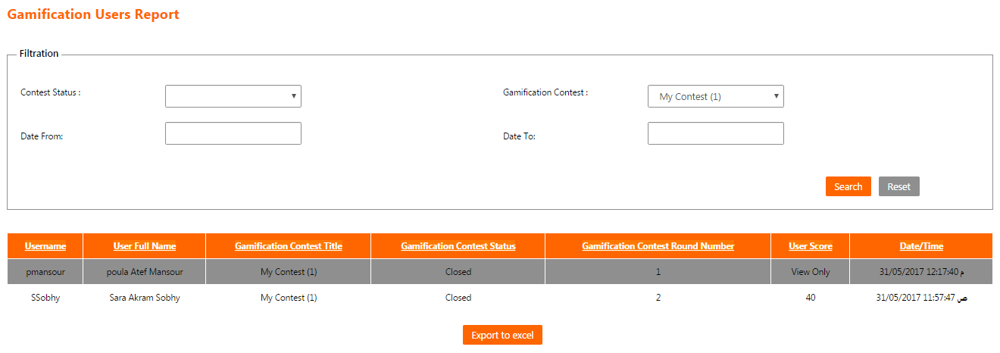 Gamification Users Report
Filtration
Contest Status : Gamification Contest : My Contest (1)
Date From: Date To:
Search Reset
Username User Full Name Gamification Contest Title Gamification Contest Status Gamification Contest Round Number User Score Date/Time
pmansour poula Atef Mansour My Contest (1) Closed 1 View Only 31/05/2017 12:17:40 م
SSobhy Sara Akram Sobhy My Contest (1) Closed 2 40 31/05/2017 11:57:47 ص
Export to excel